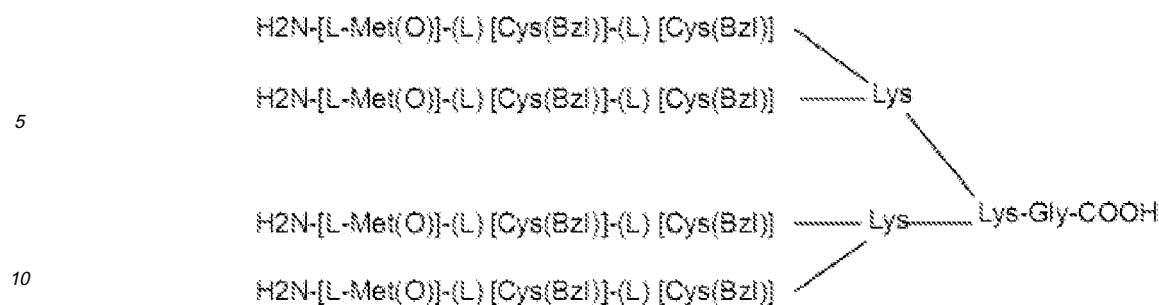 H2N-[L-Met(O)]-(L) [Cys(Bzl)]-(L) [Cys(Bzl)]
H2N-[L-Met(O)]-(L) [Cys(Bzl)]-(L) [Cys(Bzl)]
Lys
5
H2N-[L-Met(O)]-(L) [Cys(Bzl)]-(L) [Cys(Bzl)]
Lys
Lys-Gly-COOH
10
H2N-[L-Met(O)]-(L) [Cys(Bzl)]-(L) [Cys(Bzl)]